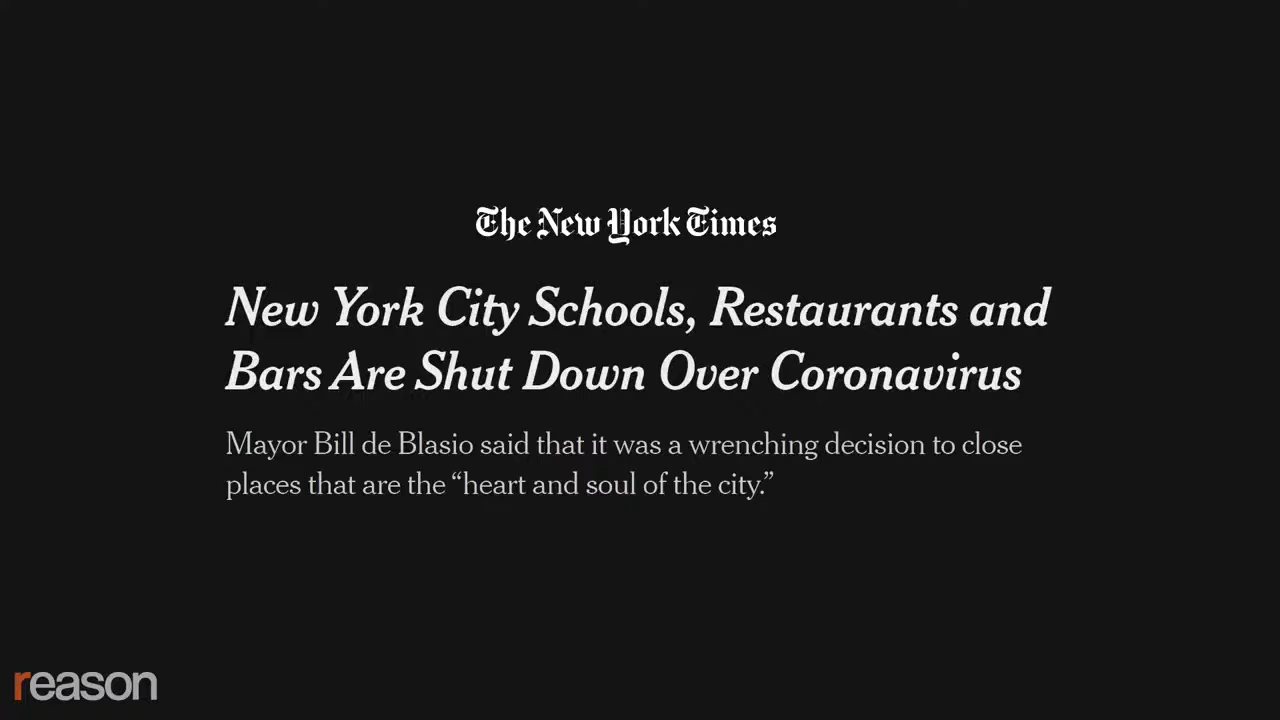 The New York Times
New York City Schools, Restaurants and
Bars Are Shut Down Over Coronavirus
Mayor Bill de Blasio said that it was a wrenching decision to close
places that are the “heart and soul of the city.”
reason